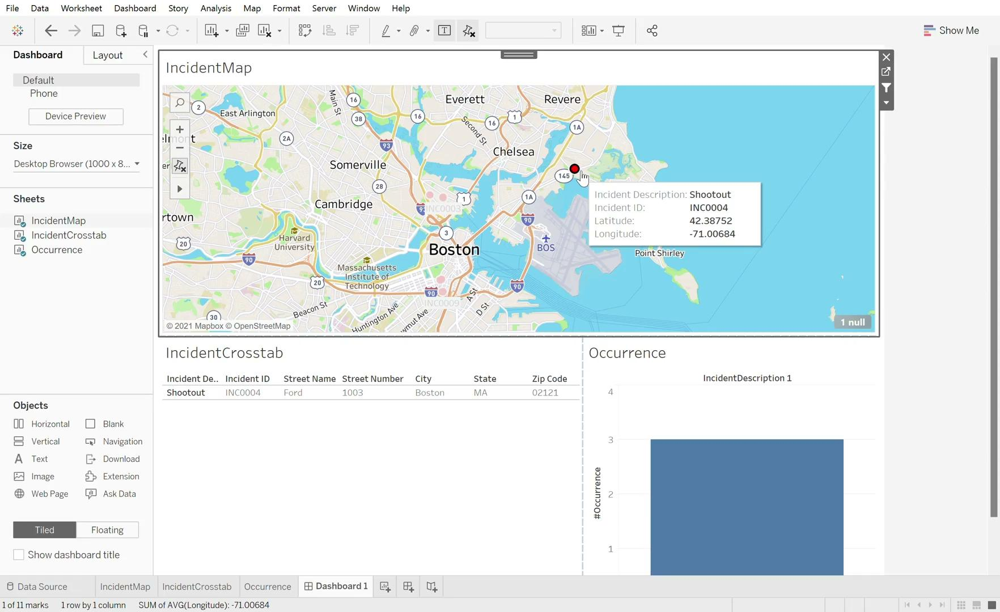 File Data Worksheet Dashboard Story Analysis Map Format Server Window Help
Show Me
Dashboard Layout
Default
Phone
Device Preview
Size
Desktop Browser (1000 x 8...
Sheets
IncidentMap
IncidentCrosstab
Occurrence
Objects
Horizontal Blank
Vertical Navigation
Text Download
Image Extension
Web Page Ask Data
Tiled Floating
Show dashboard title
IncidentMap
Main St
16
Everett
Revere
2
East Arlington
38
16
16
1
1A
Second St
2A
93
Chelsea
Somerville
145
28
1
1A
Cambridge
INC0003
90
3
Harvard
University
Boston
BOS
20
90
Massachusetts
Institute of
Technology
20
90
90
A St
INC0009
Beacon St
D St
30
Huntington Ave
wmut Ave
Point Shirley
Incident Description: Shootout
Incident ID: INC0004
Latitude: 42.38752
Longitude: -71.00684
© 2021 Mapbox © OpenStreetMap
1 null
IncidentCrosstab
Incident De.. Incident ID Street Name Street Number City State Zip Code
Shootout INC0004 Ford 1003 Boston MA 02121
Occurrence
IncidentDescription 1
4
3
2
1
#Occurrence
Data Source IncidentMap IncidentCrosstab Occurrence Dashboard 1
1 of 11 marks 1 row by 1 column SUM of AVG(Longitude): -71.00684